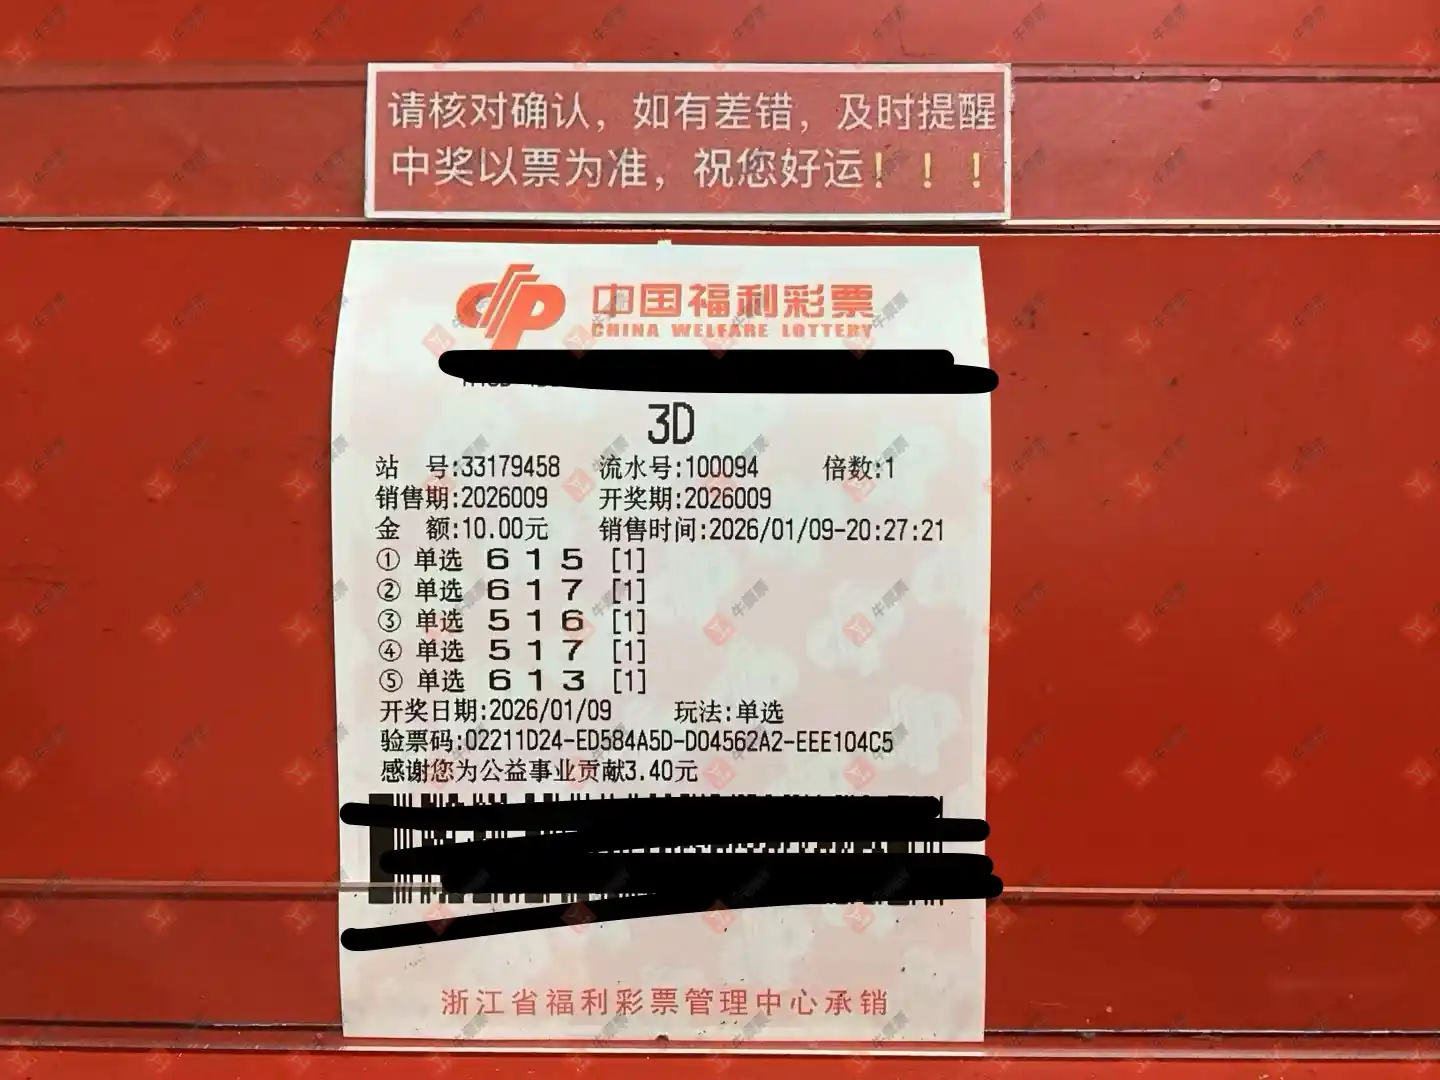 请核对确认，如有差错，及时提醒
中奖以票为准，祝您好运！！！
中国福利彩票
CHINA WELFARE LOTTERY
3D
站 号:33179458 流水号:100094 倍数:1
销售期:2026009 开奖期:2026009
金 额:10.00元 销售时间:2026/01/09-20:27:21
① 单选 6 1 5 [1]
② 单选 6 1 7 [1]
③ 单选 5 1 6 [1]
④ 单选 5 1 7 [1]
⑤ 单选 6 1 3 [1]
开奖日期:2026/01/09 玩法:单选
验票码:02211D24-ED584A5D-D04562A2-EEE104C5
感谢您为公益事业贡献3.40元
浙江省福利彩票管理中心承销